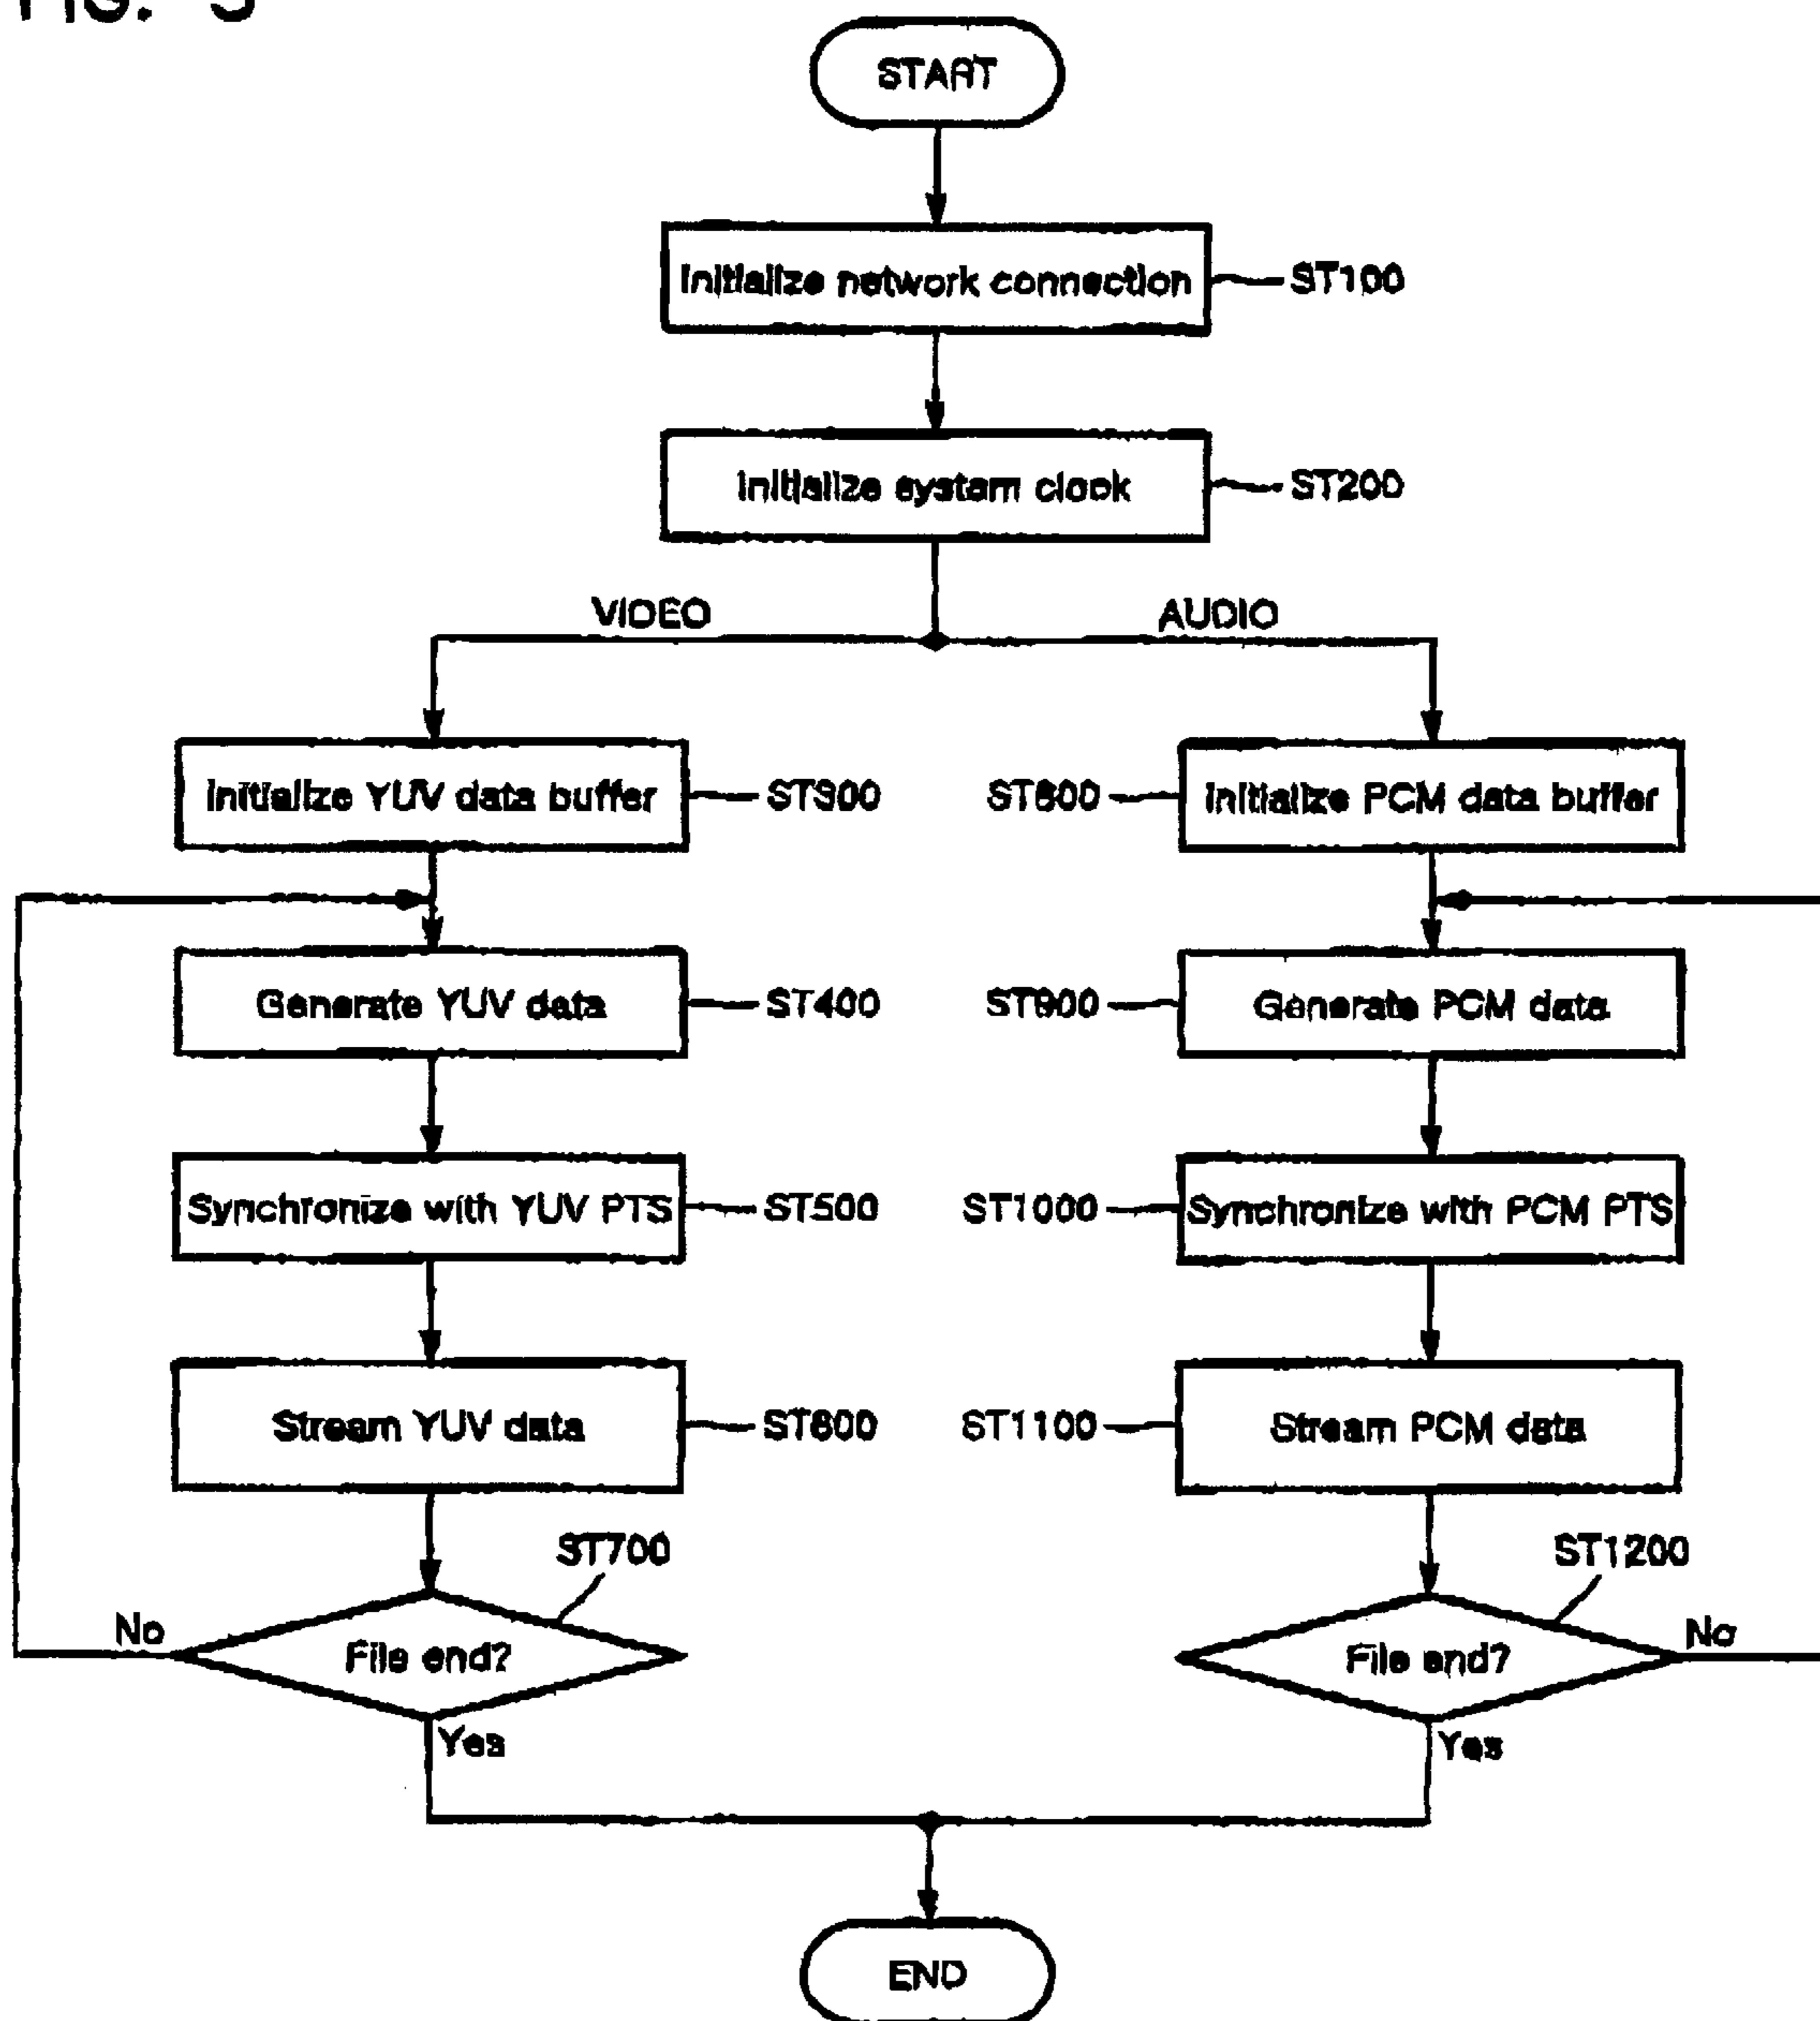 FIG. 5
START
Initialize network connection
ST100
Initialize system clock
ST200
VIDEO
AUDIO
Initialize YUV data buffer
ST300
ST800
Initialize PCM data buffer
Generate YUV data
ST400
ST900
Generate PCM data
Synchronize with YUV PTS
ST500
ST1000
Synchronize with PCM PTS
Stream YUV data
ST600
ST1100
Stream PCM data
ST700
ST1200
No
File end?
File end?
No
Yes
Yes
END